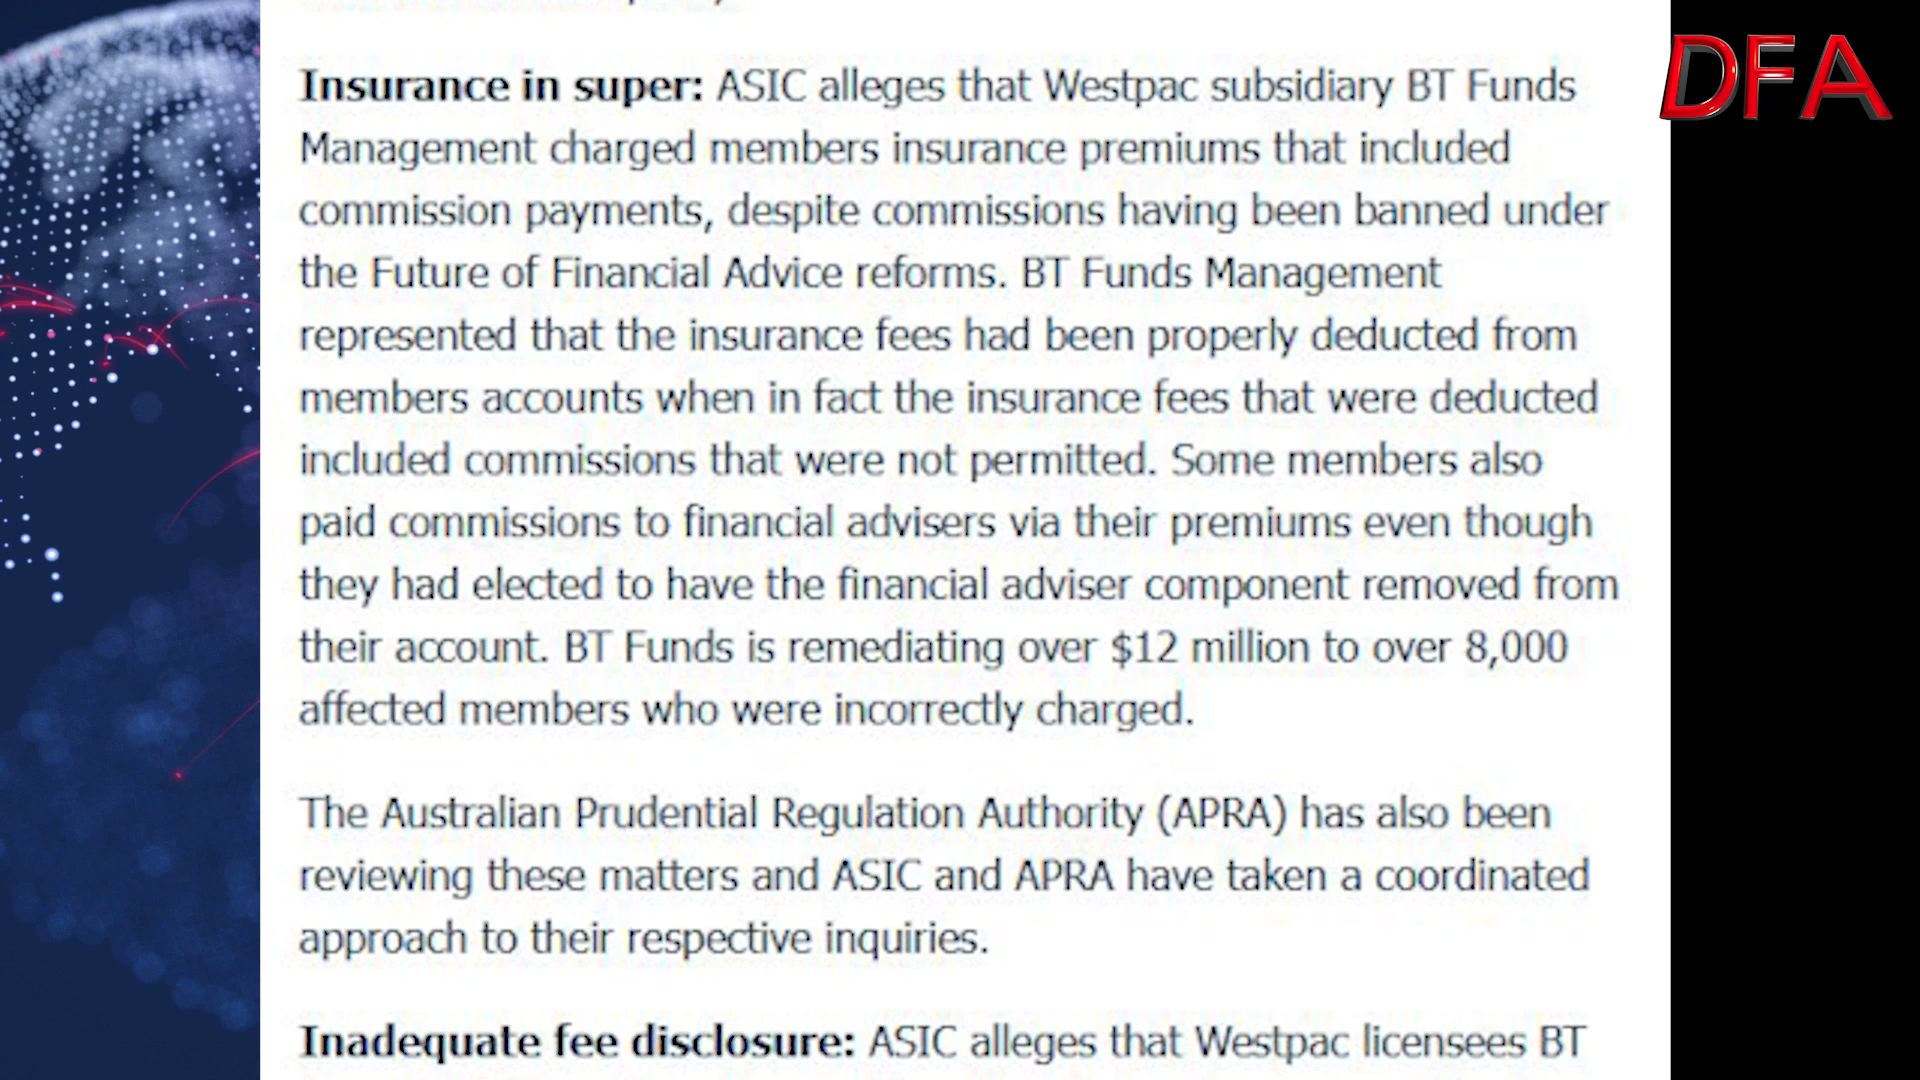 Insurance in super: ASIC alleges that Westpac subsidiary BT Funds
Management charged members insurance premiums that included
commission payments, despite commissions having been banned under
the Future of Financial Advice reforms. BT Funds Management
represented that the insurance fees had been properly deducted from
members accounts when in fact the insurance fees that were deducted
included commissions that were not permitted. Some members also
paid commissions to financial advisers via their premiums even though
they had elected to have the financial adviser component removed from
their account. BT Funds is remediating over $12 million to over 8,000
affected members who were incorrectly charged.
The Australian Prudential Regulation Authority (APRA) has also been
reviewing these matters and ASIC and APRA have taken a coordinated
approach to their respective inquiries.
Inadequate fee disclosure: ASIC alleges that Westpac licensees BT
DFA